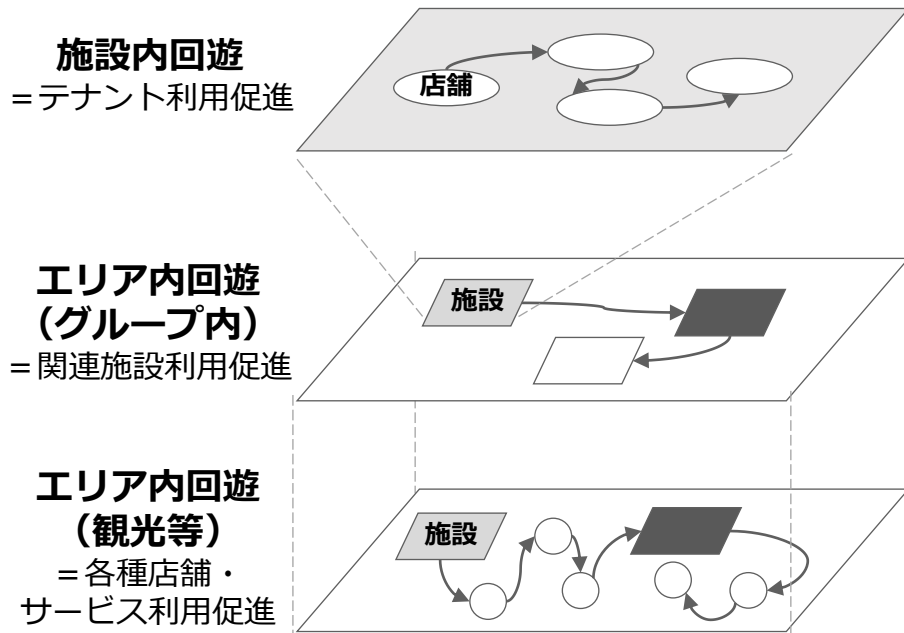 施設内回遊
＝テナント利用促進
店舗
エリア内回遊
（グループ内）
＝関連施設利用促進
施設
エリア内回遊
（観光等）
＝各種店舗・
サービス利用促進
施設